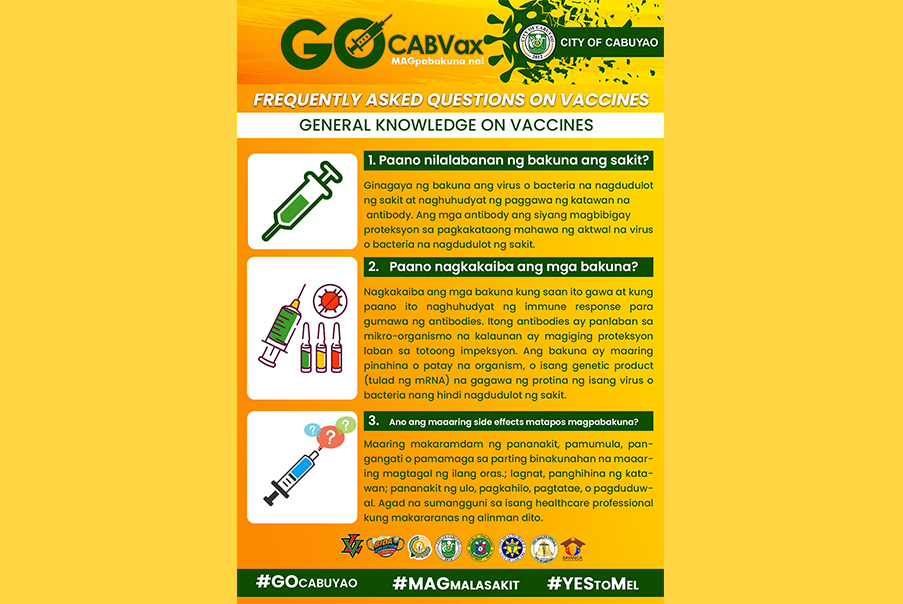 GO CABVax
MAGpabakuna na!
CITY OF CABUYAO
FREQUENTLY ASKED QUESTIONS ON VACCINES
GENERAL KNOWLEDGE ON VACCINES
1. Paano nilalabanan ng bakuna ang sakit?
Ginagaya ng bakuna ang virus o bacteria na nagdudulot
ng sakit at naghuhudyat ng paggawa ng katawan na
antibody. Ang mga antibody ang siyang magbibigay
proteksyon sa pagkakataong mahawa ng aktwal na virus
o bacteria na nagdudulot ng sakit.
2. Paano nagkakaiba ang mga bakuna?
Nagkakaiba ang mga bakuna kung saan ito gawa at kung
paano ito naghuhudyat ng immune response para
gumawa ng antibodies. Itong antibodies ay panlaban sa
mikro-organismo na kalaunan ay magiging proteksyon
laban sa totoong impeksyon. Ang bakuna ay maaring
pinahina o patay na organism, o isang genetic product
(tulad ng mRNA) na gagawa ng protina ng isang virus o
bacteria nang hindi nagdudulot ng sakit.
3. Ano ang maaaring side effects matapos magpabakuna?
Maaring makaramdam ng pananakit, pamumula, pan-
gangati o pamamaga sa parting binakunahan na maaar-
ing magtagal ng ilang oras.; lagnat, panghihina ng kata-
wan; pananakit ng ulo, pagkahilo, pagtatae, o pagduduw-
al. Agad na sumangguni sa isang healthcare professional
kung makararanas ng alinman dito.
#GOCABUYAO #MAGMALASAKIT #YESTOMEL